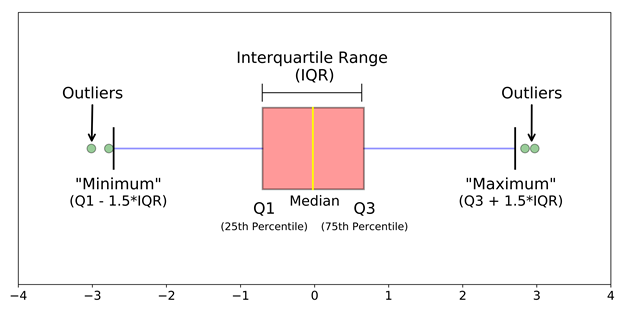 Interquartile Range
(IQR)
Outliers
Outliers
"Minimum"
(Q1 - 1.5*IQR)
"Maximum"
(Q3 + 1.5*IQR)
Median
Q1
Q3
(25th Percentile)
(75th Percentile)
−4 −3 −2 −1 0 1 2 3 4